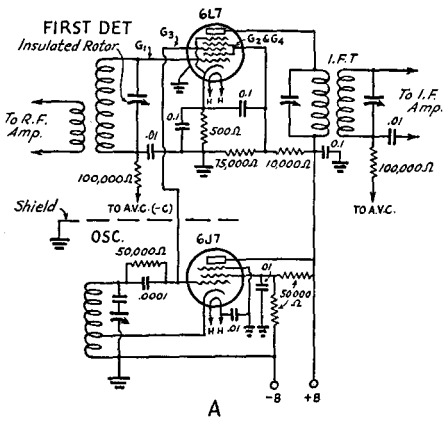 6L7
FIRST DET
Insulated Rotor
G1
G3
G2&G4
I.F.T
To R.F.
Amp.
To I.F.
Amp.
0.1
0.1
H H
500Ω
.01
75,000Ω
10,000Ω
0.1
.01
100,000Ω
100,000Ω
TO A.V.C. (-C)
TO A.V.C.
Shield
OSC.
6J7
50,000Ω
.0001
.01
50000
Ω
H H
.01
-B
+B
A